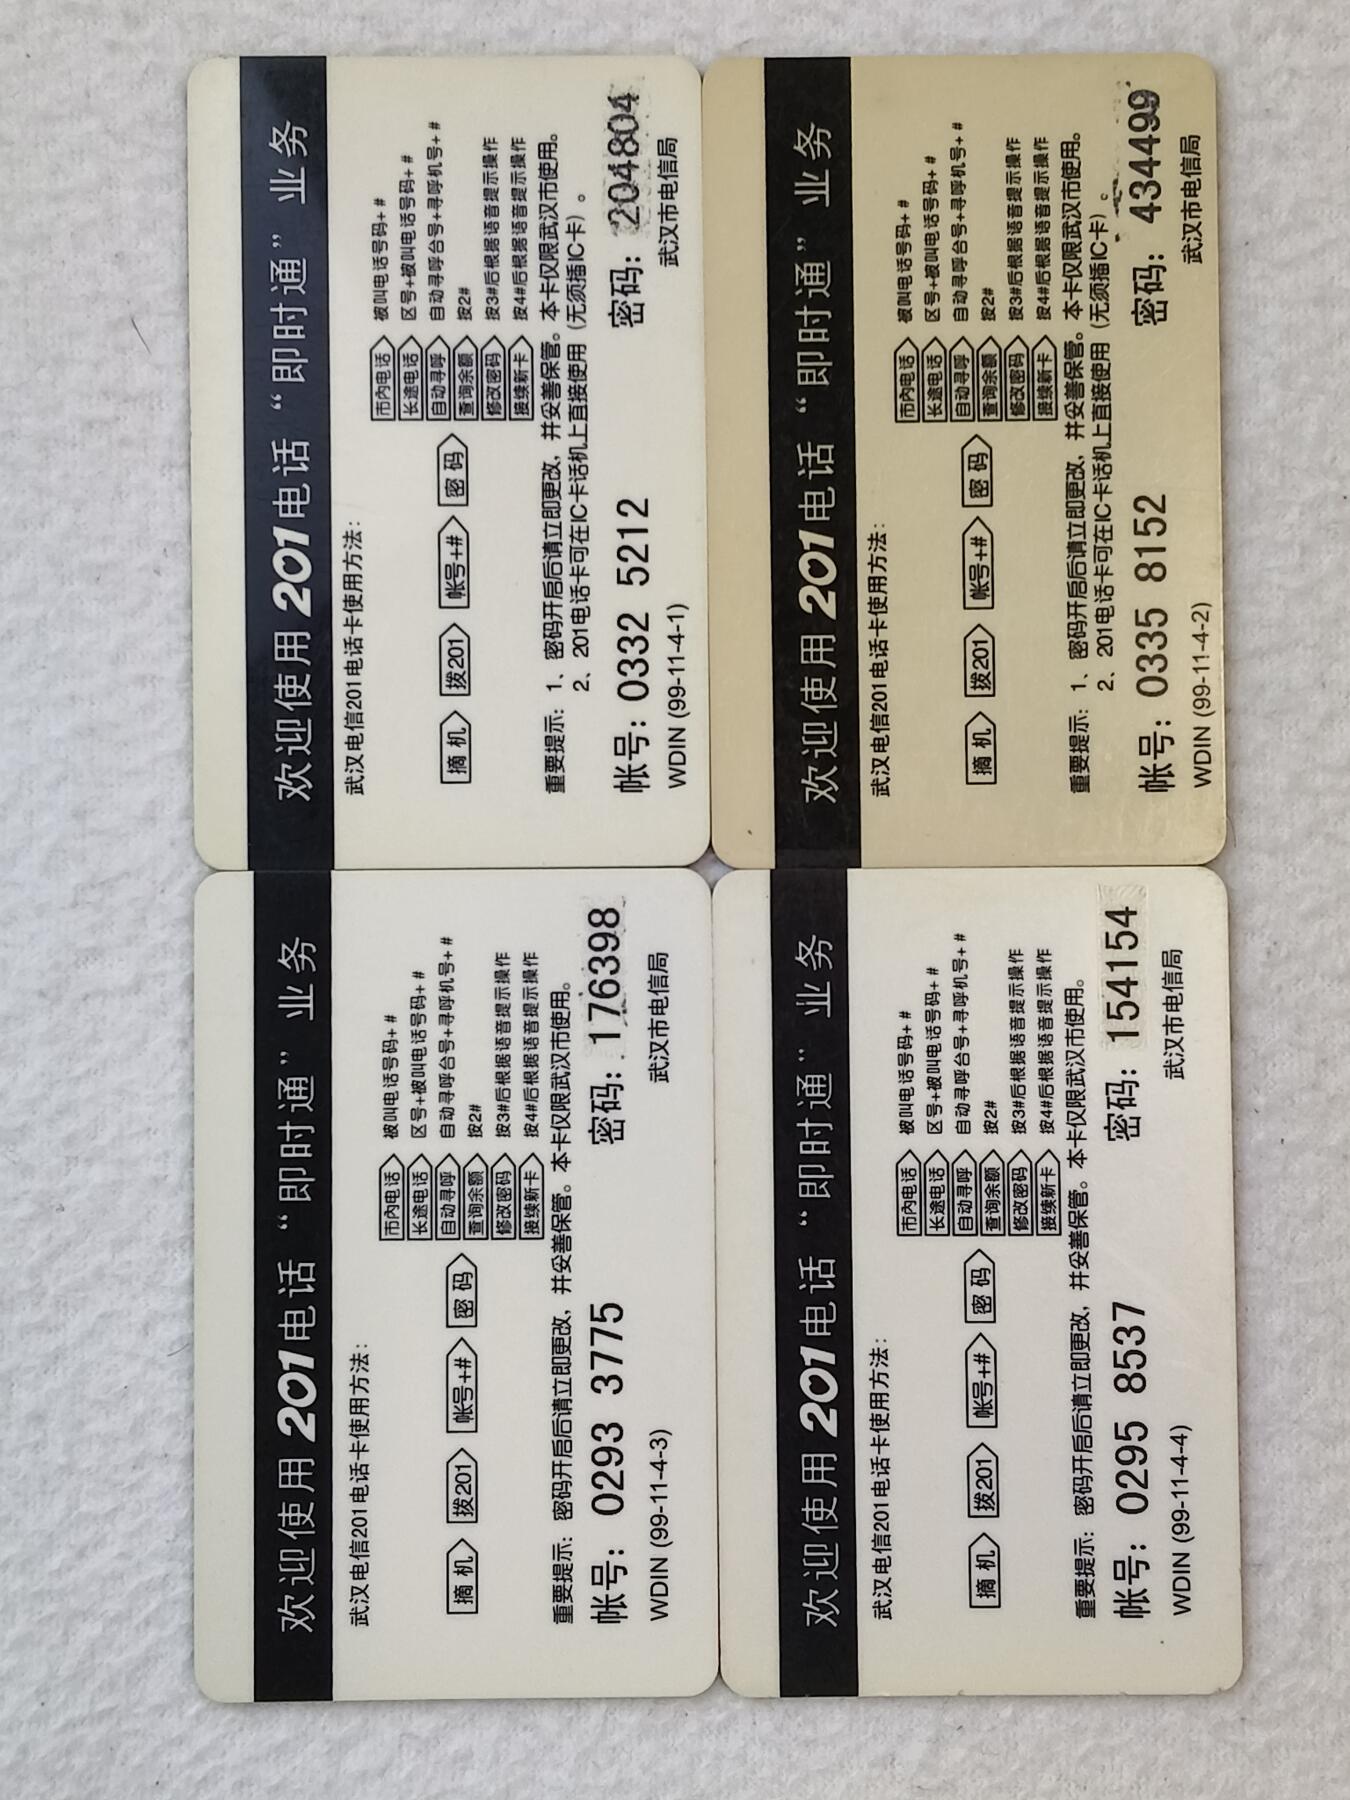 欢迎使用201电话“即时通”业务
武汉电信201电话卡使用方法：
摘机 拨201 帐号+# 密码
市内电话 被叫电话号码+#
长途电话 区号+被叫电话号码+#
自动寻呼 自动寻呼台号+寻呼机号+#
查询余额 按2#
修改密码 按3#后根据语音提示操作
接续新卡 按4#后根据语音提示操作
重要提示：1、密码开启后请立即更改，并妥善保管。本卡仅限武汉市使用。
2、201电话卡可在IC卡话机上直接使用（无须插IC卡）。
帐号：0332 5212 密码：204804
WDIN (99-11-4-1) 武汉市电信局
欢迎使用201电话“即时通”业务
武汉电信201电话卡使用方法：
摘机 拨201 帐号+# 密码
市内电话 被叫电话号码+#
长途电话 区号+被叫电话号码+#
自动寻呼 自动寻呼台号+寻呼机号+#
查询余额 按2#
修改密码 按3#后根据语音提示操作
接续新卡 按4#后根据语音提示操作
重要提示：1、密码开启后请立即更改，并妥善保管。本卡仅限武汉市使用。
2、201电话卡可在IC卡话机上直接使用（无须插IC卡）。
帐号：0335 8152 密码：434499
WDIN (99-11-4-2) 武汉市电信局
欢迎使用201电话“即时通”业务
武汉电信201电话卡使用方法：
摘机 拨201 帐号+# 密码
市内电话 被叫电话号码+#
长途电话 区号+被叫电话号码+#
自动寻呼 自动寻呼台号+寻呼机号+#
查询余额 按2#
修改密码 按3#后根据语音提示操作
接续新卡 按4#后根据语音提示操作
重要提示：密码开启后请立即更改，并妥善保管。本卡仅限武汉市使用。
帐号：0293 3775 密码：176398
WDIN (99-11-4-3) 武汉市电信局
欢迎使用201电话“即时通”业务
武汉电信201电话卡使用方法：
摘机 拨201 帐号+# 密码
市内电话 被叫电话号码+#
长途电话 区号+被叫电话号码+#
自动寻呼 自动寻呼台号+寻呼机号+#
查询余额 按2#
修改密码 按3#后根据语音提示操作
接续新卡 按4#后根据语音提示操作
重要提示：密码开启后请立即更改，并妥善保管。本卡仅限武汉市使用。
帐号：0295 8537 密码：154154
WDIN (99-11-4-4) 武汉市电信局